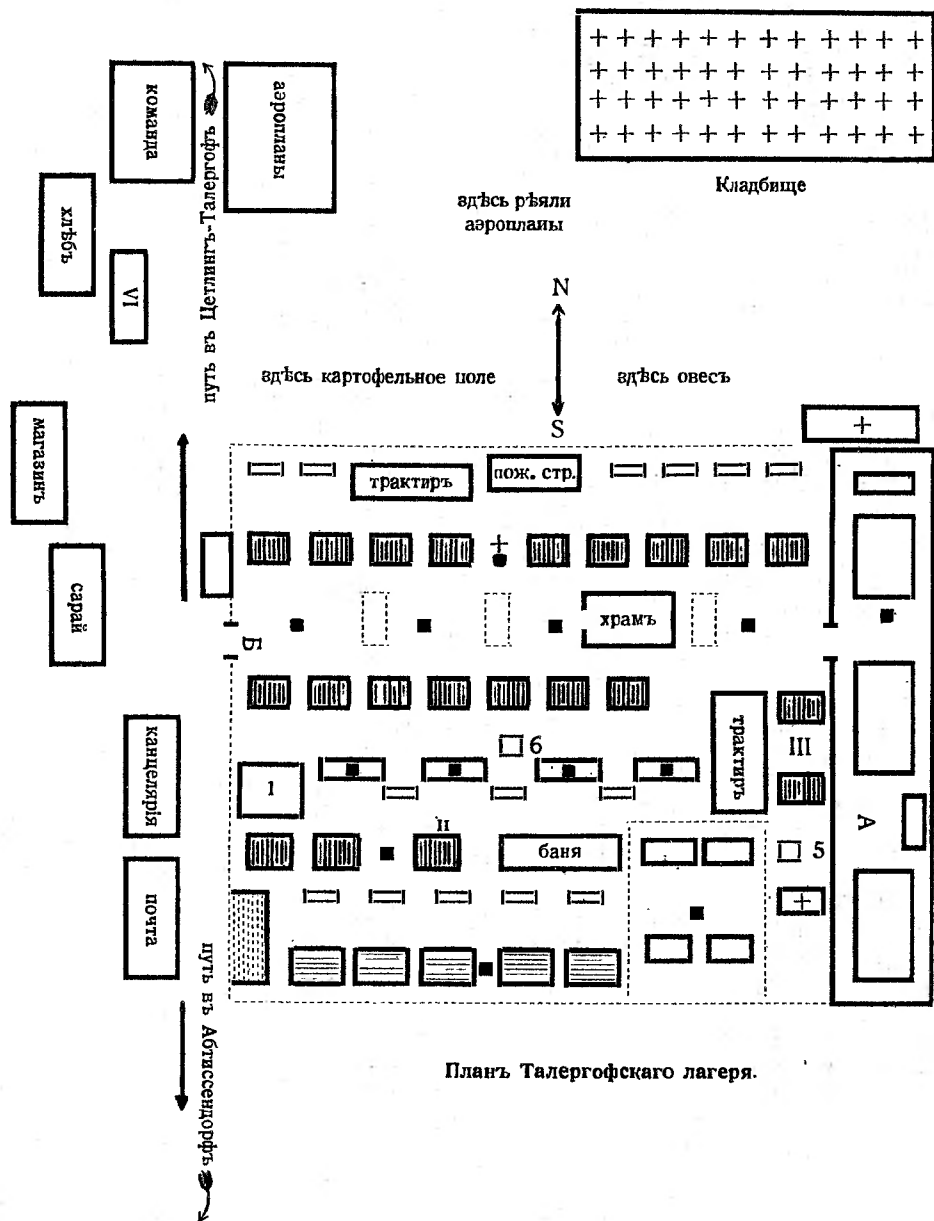 команда
аэропланы
Кладбище
путь въ Цетлингъ-Талергофъ
хлѣбъ
VI
здѣсь рѣяли
аэропланы
N
S
здѣсь картофельное поле
здѣсь овесъ
магазинъ
трактиръ
пож. стр.
сарай
храмъ
Б
канцелярія
6
трактиръ
III
1
II
баня
А
5
почта
путь въ Абтиссендорфъ
Планъ Талергофскаго лагеря.